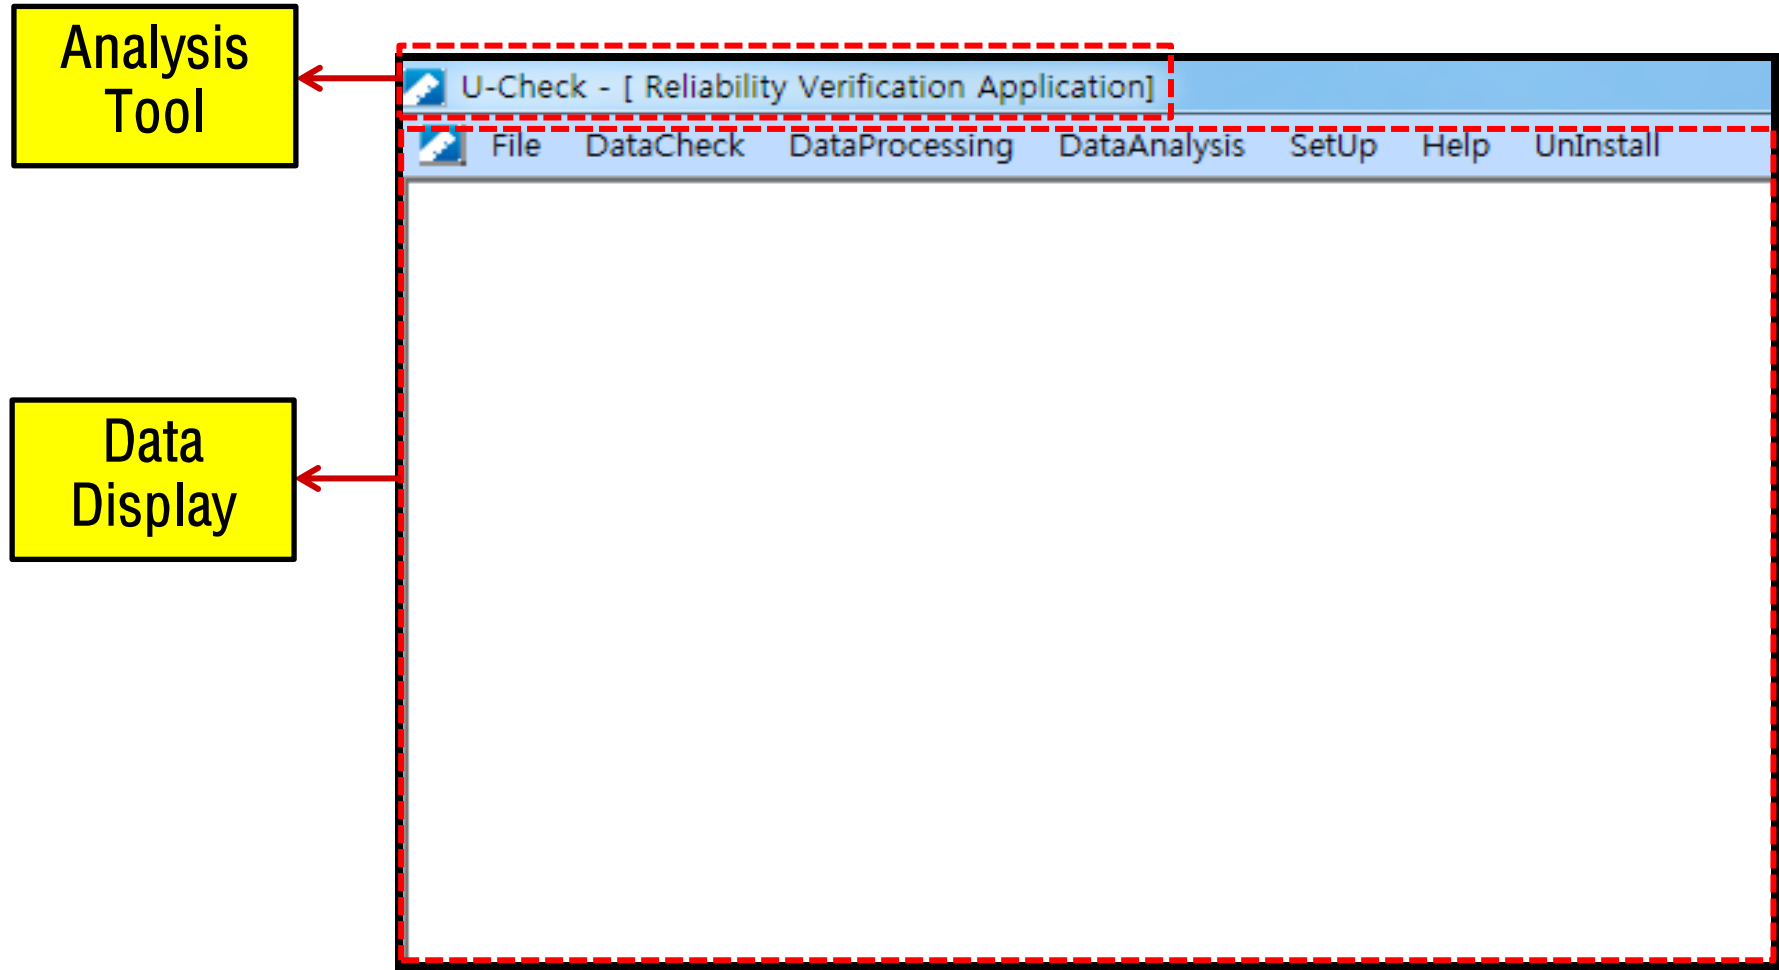 Analysis
Tool
U-Check - [ Reliability Verification Application]
File DataCheck DataProcessing DataAnalysis SetUp Help UnInstall
Data
Display